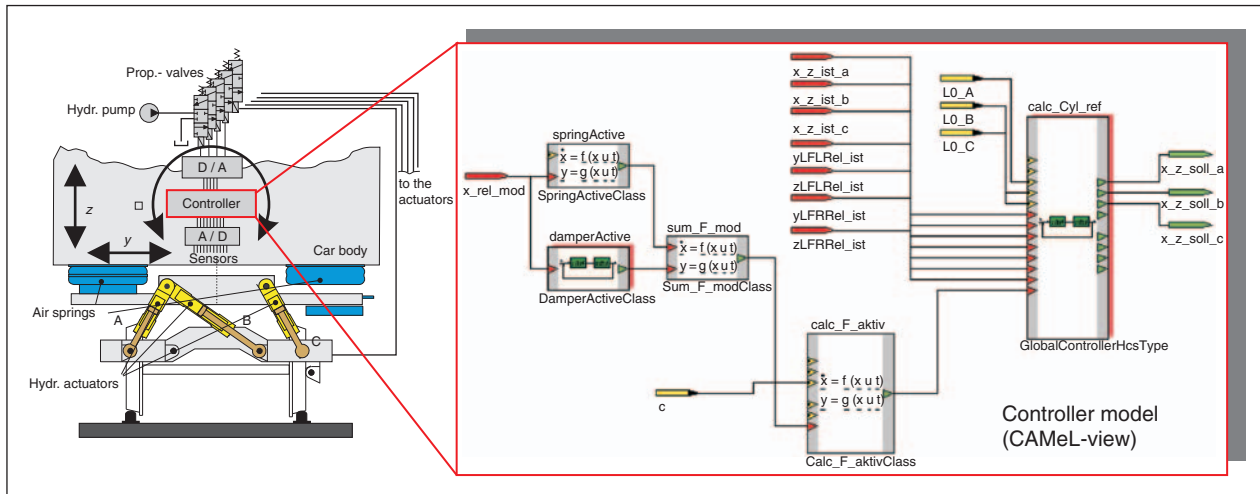 Prop.- valves
Hydr. pump
D / A
to the
actuators
Controller
z
y
A / D
Sensors
Car body
Air springs
A
B
C
Hydr. actuators
x_rel_mod
springActive
ẋ = f (x u t)
y = g (x u t)
SpringActiveClass
damperActive
DamperActiveClass
sum_F_mod
ẋ = f (x u t)
y = g (x u t)
Sum_F_modClass
x_z_ist_a
x_z_ist_b
x_z_ist_c
yLFLRel_ist
zLFLRel_ist
yLFRRel_ist
zLFRRel_ist
L0_A
L0_B
L0_C
calc_Cyl_ref
GlobalControllerHcsType
x_z_soll_a
x_z_soll_b
x_z_soll_c
c
calc_F_aktiv
ẋ = f (x u t)
y = g (x u t)
Calc_F_aktivClass
Controller model
(CAMeL-view)